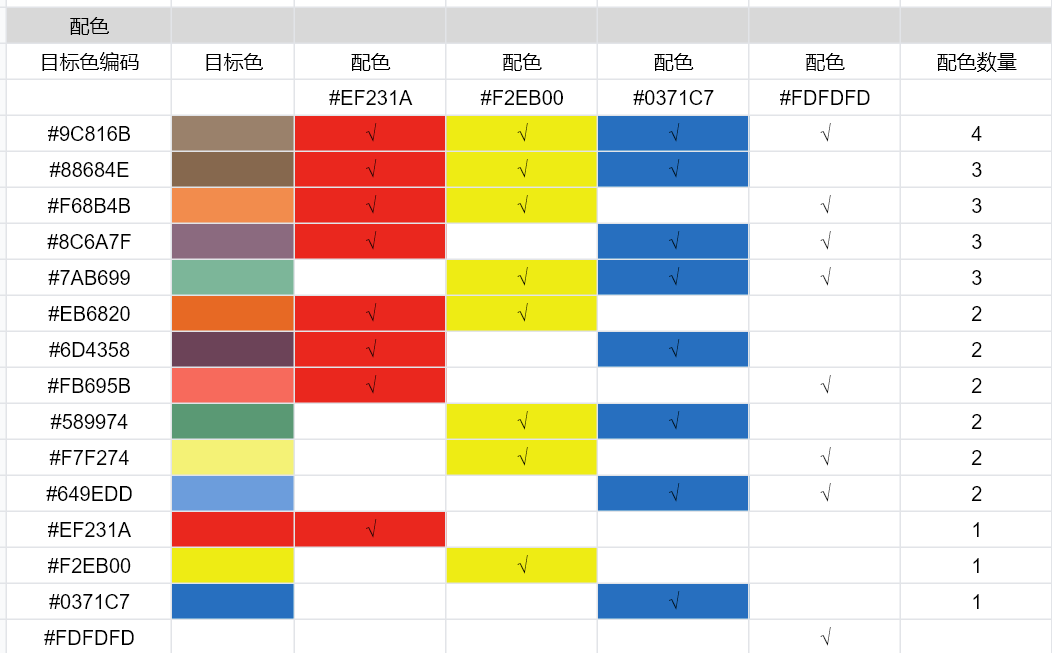 配色
目标色编码 目标色 配色 配色 配色 配色 配色数量
#EF231A #F2EB00 #0371C7 #FDFDFD
#9C816B √ √ √ √ 4
#88684E √ √ √ 3
#F68B4B √ √ √ 3
#8C6A7F √ √ √ 3
#7AB699 √ √ √ 3
#EB6820 √ √ 2
#6D4358 √ √ 2
#FB695B √ √ 2
#589974 √ √ 2
#F7F274 √ √ 2
#649EDD √ √ 2
#EF231A √ 1
#F2EB00 √ 1
#0371C7 √ 1
#FDFDFD √